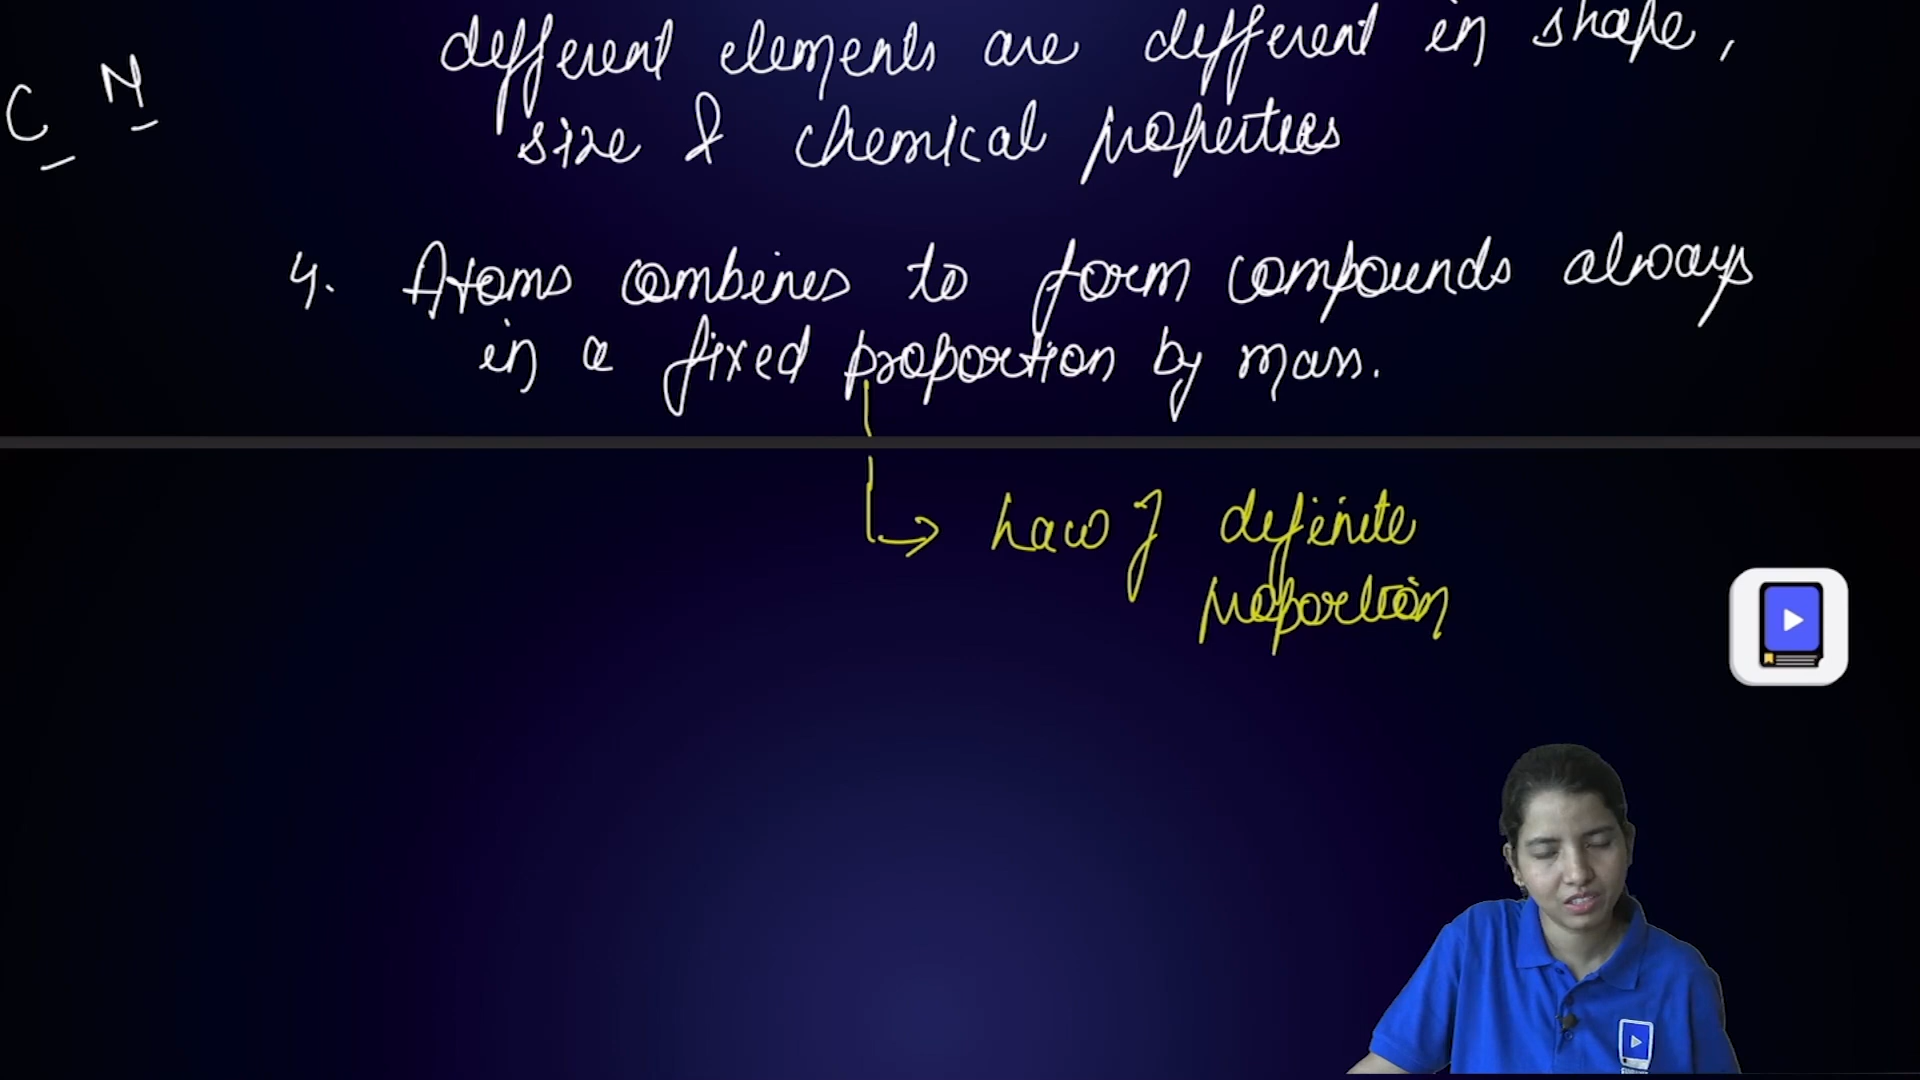 different elements are different in shape,
C N
size & chemical properties
4. Atoms combines to form compounds always
in a fixed proportion by mass.
Law of definite
proportion